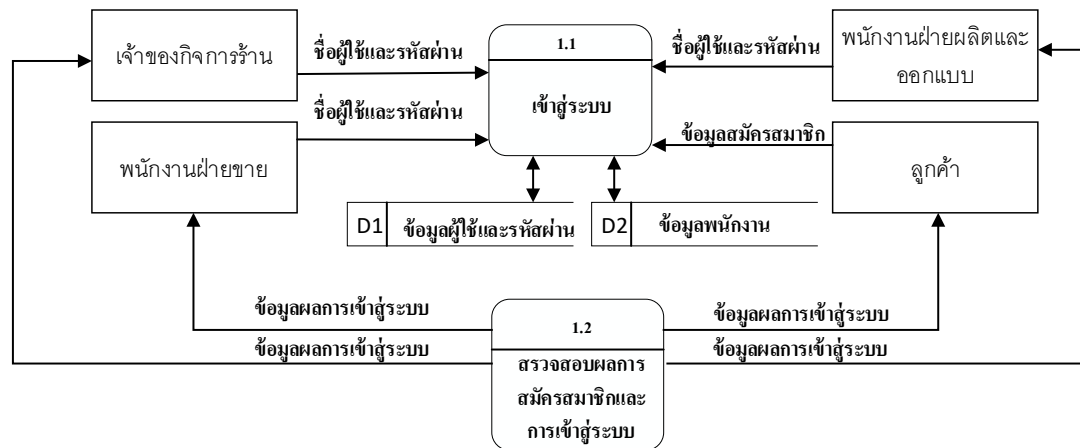 เจ้าของกิจการร้าน
ชื่อผู้ใช้และรหัสผ่าน
1.1
เข้าสู่ระบบ
ชื่อผู้ใช้และรหัสผ่าน
พนักงานฝ่ายผลิตและ
ออกแบบ
ชื่อผู้ใช้และรหัสผ่าน
พนักงานฝ่ายขาย
ข้อมูลสมัครสมาชิก
ลูกค้า
D1 ข้อมูลผู้ใช้และรหัสผ่าน
D2 ข้อมูลพนักงาน
ข้อมูลผลการเข้าสู่ระบบ
ข้อมูลผลการเข้าสู่ระบบ
1.2
สรวจสอบผลการ
สมัครสมาชิกและ
การเข้าสู่ระบบ
ข้อมูลผลการเข้าสู่ระบบ
ข้อมูลผลการเข้าสู่ระบบ